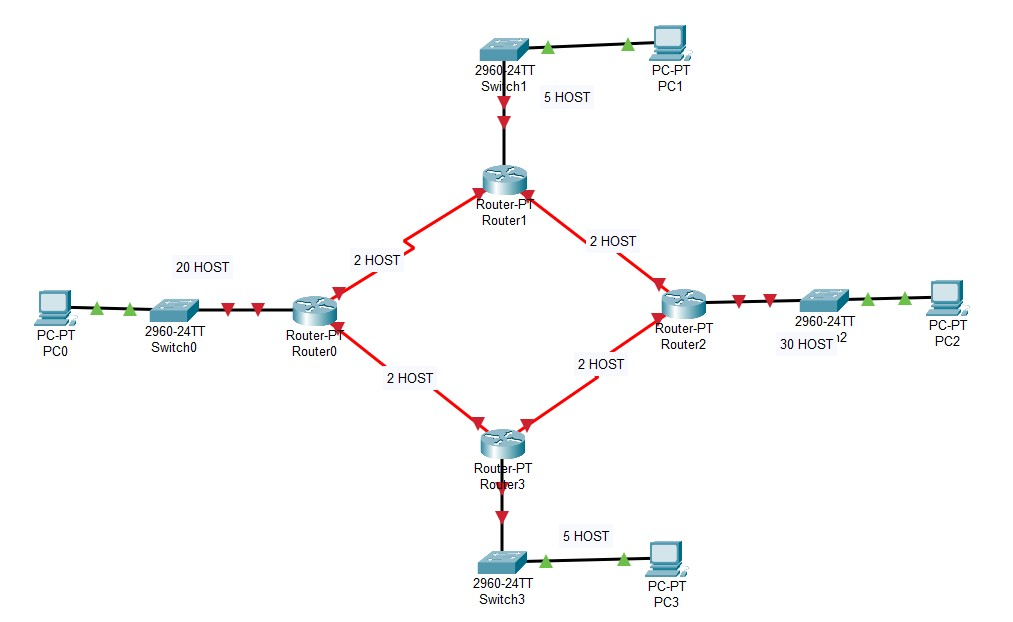 2960-24TT
Switch1
PC-PT
PC1
5 HOST
Router-PT
Router1
2 HOST
2 HOST
20 HOST
PC-PT
PC0
2960-24TT
Switch0
Router-PT
Router0
Router-PT
Router2
2960-24TT
30 HOST
PC-PT
PC2
2 HOST
2 HOST
Router-PT
Router3
5 HOST
2960-24TT
Switch3
PC-PT
PC3